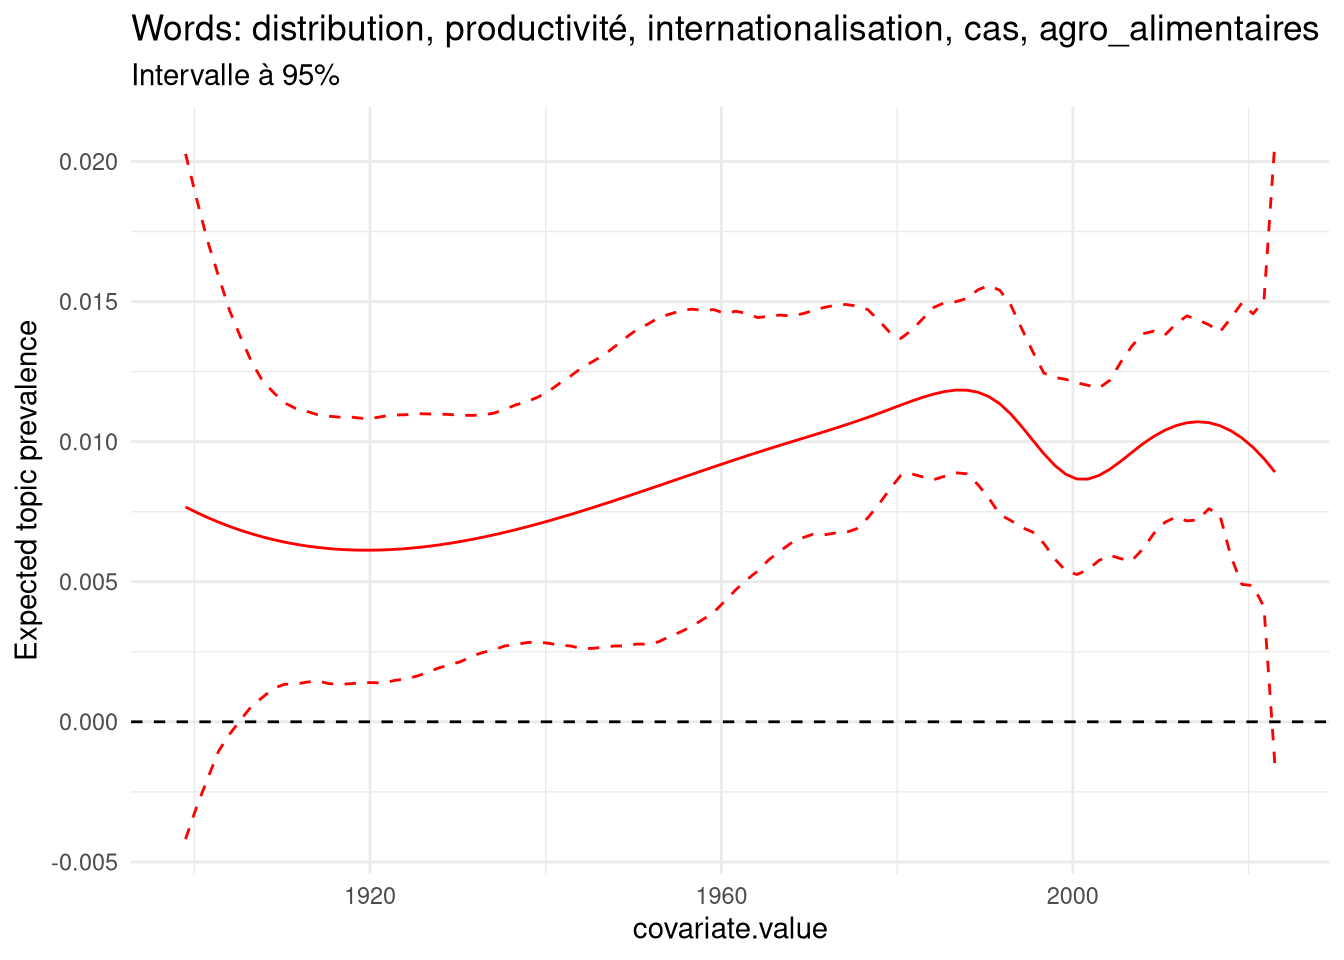 Words: distribution, productivité, internationalisation, cas, agro_alimentaires
Intervalle à 95%
Expected topic prevalence
0.020
0.015
0.010
0.005
0.000
-0.005
1920 1960 2000
covariate.value